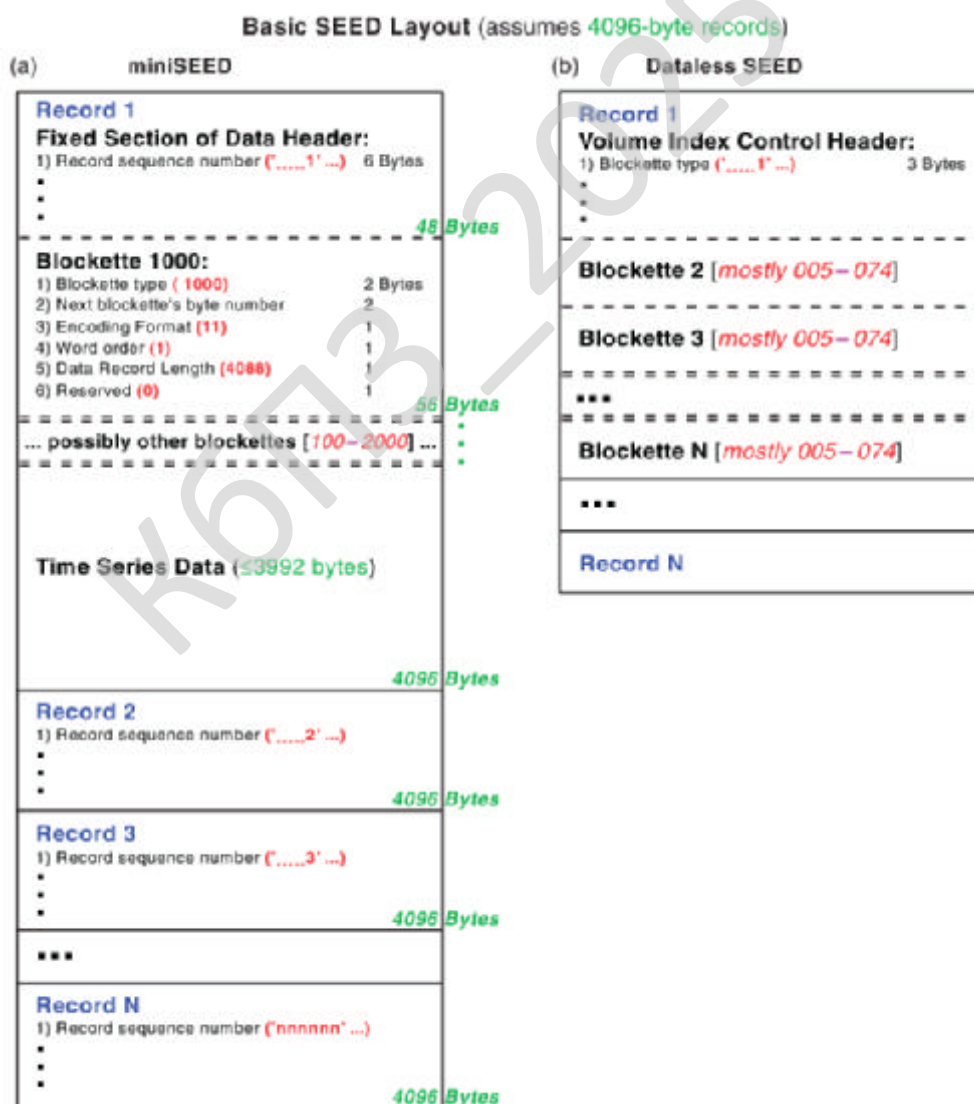 Basic SEED Layout (assumes 4096-byte records)
(a) miniSEED
Record 1
Fixed Section of Data Header:
1) Record sequence number ('_____1' ...) 6 Bytes
48 Bytes
Blockette 1000:
1) Blockette type ( 1000) 2 Bytes
2) Next blockette's byte number 2
3) Encoding Format (11) 1
4) Word order (1) 1
5) Data Record Length (4088) 1
6) Reserved (0) 1
56 Bytes
... possibly other blockettes [100–2000] ...
Time Series Data (≤3992 bytes)
4096 Bytes
Record 2
1) Record sequence number ('_____2' ...)
4096 Bytes
Record 3
1) Record sequence number ('_____3' ...)
4096 Bytes
...
Record N
1) Record sequence number ('nnnnnn' ...)
4096 Bytes
(b) Dataless SEED
Record 1
Volume Index Control Header:
1) Blockette type ('_____1' ...) 3 Bytes
Blockette 2 [mostly 005–074]
Blockette 3 [mostly 005–074]
...
Blockette N [mostly 005–074]
...
Record N
КбПЗ_2025